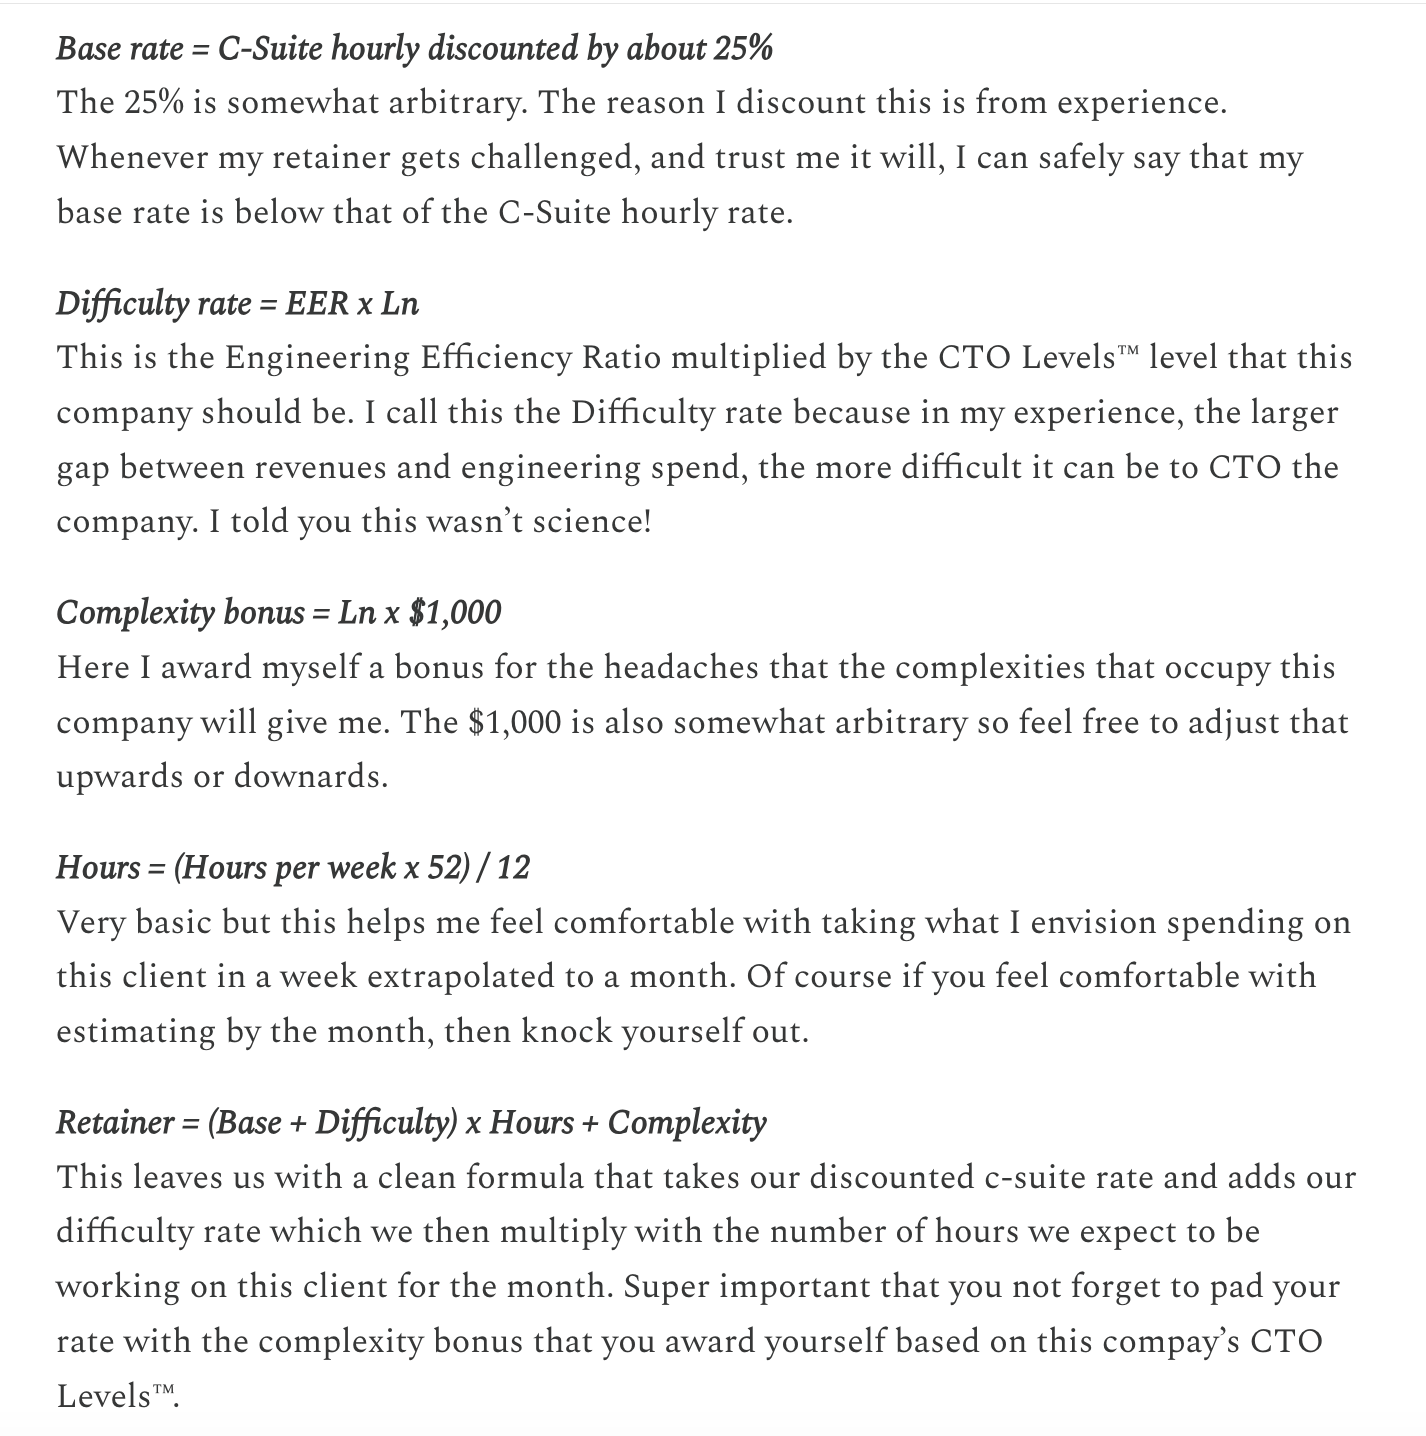 Base rate = C-Suite hourly discounted by about 25%
The 25% is somewhat arbitrary. The reason I discount this is from experience.
Whenever my retainer gets challenged, and trust me it will, I can safely say that my
base rate is below that of the C-Suite hourly rate.
Difficulty rate = EER x Ln
This is the Engineering Efficiency Ratio multiplied by the CTO Levels™ level that this
company should be. I call this the Difficulty rate because in my experience, the larger
gap between revenues and engineering spend, the more difficult it can be to CTO the
company. I told you this wasn’t science!
Complexity bonus = Ln x $1,000
Here I award myself a bonus for the headaches that the complexities that occupy this
company will give me. The $1,000 is also somewhat arbitrary so feel free to adjust that
upwards or downards.
Hours = (Hours per week x 52) / 12
Very basic but this helps me feel comfortable with taking what I envision spending on
this client in a week extrapolated to a month. Of course if you feel comfortable with
estimating by the month, then knock yourself out.
Retainer = (Base + Difficulty) x Hours + Complexity
This leaves us with a clean formula that takes our discounted c-suite rate and adds our
difficulty rate which we then multiply with the number of hours we expect to be
working on this client for the month. Super important that you not forget to pad your
rate with the complexity bonus that you award yourself based on this compay’s CTO
Levels™.